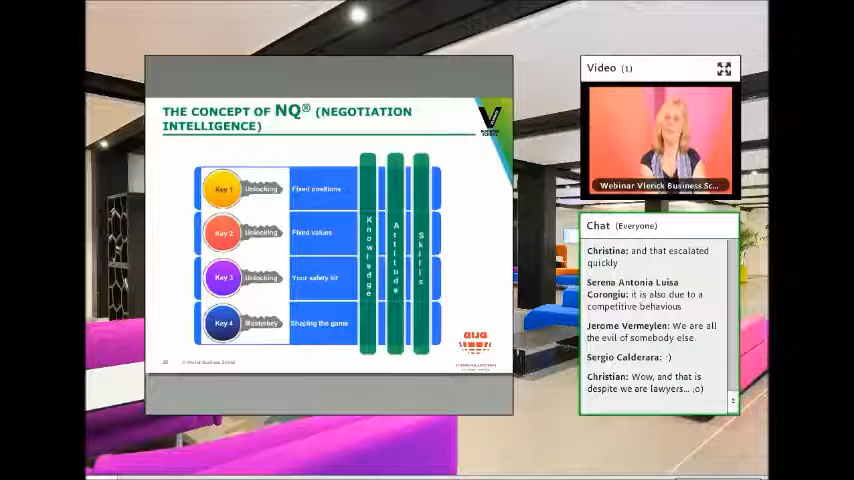 THE CONCEPT OF NQ® (NEGOTIATION
INTELLIGENCE)
Key 1 Unlocking Fixed positions
Key 2 Unlocking Fixed values
Key 3 Unlocking Your safety kit
Key 4 Masterkey Shaping the game
Knowledge
Attitude
Skills
© Vlerick Business School
Video (1)
Webinar Vlerick Business Sc...
Chat (Everyone)
Christina: and that escalated
quickly
Serena Antonia Luisa
Corongiu: it is also due to a
competitive behavious
Jerome Vermeylen: We are all
the evil of somebody else.
Sergio Calderara: :)
Christian: Wow, and that is
despite we are lawyers... ;o)